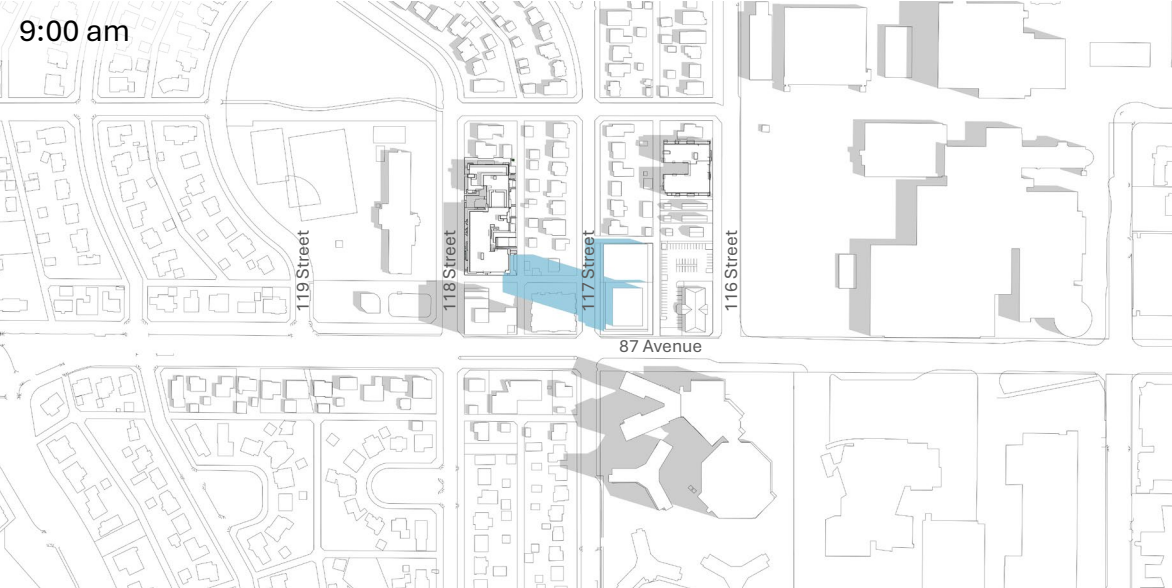 9:00 am
119 Street
118 Street
117 Street
116 Street
87 Avenue